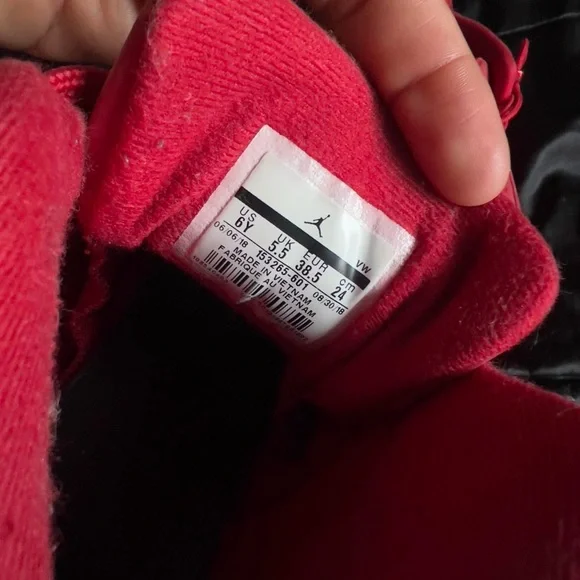 US UK EUR cm
6Y 5.5 38.5 24
06/06/18 153265-601 08/30/18
MADE IN VIETNAM
FABRIQUE AU VIETNAM
VW